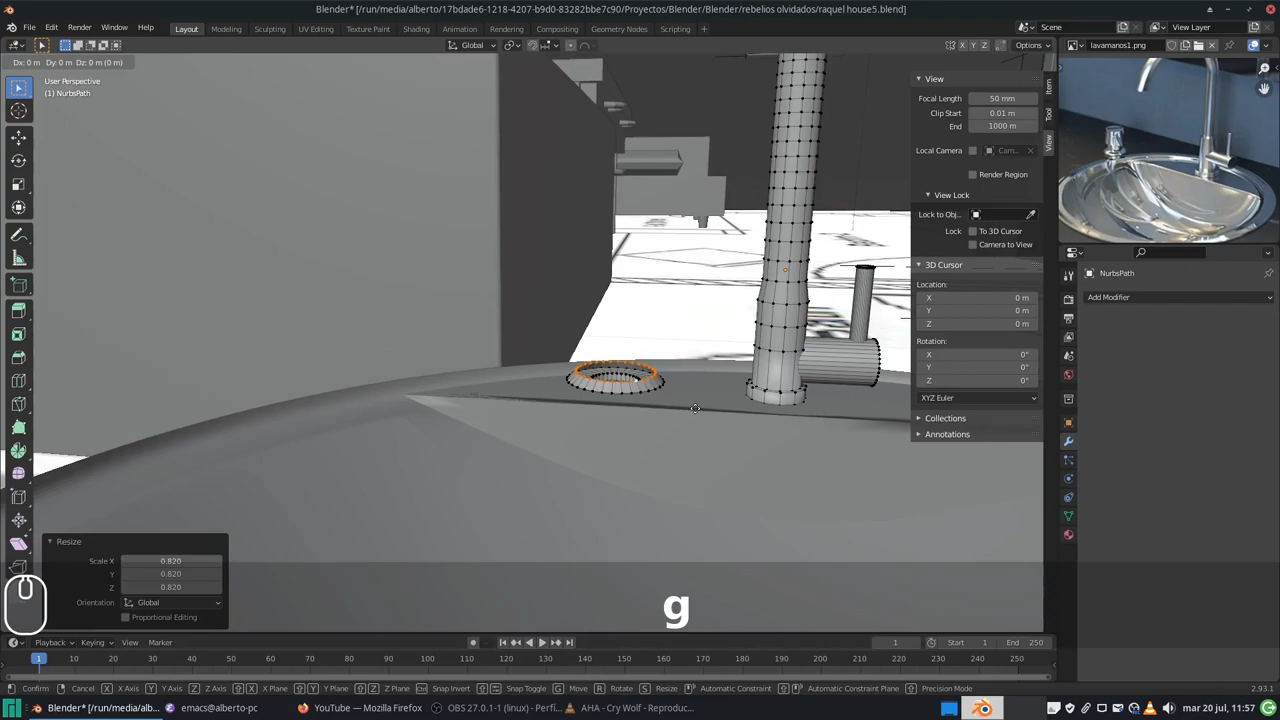 Blender* [/run/media/alberto/17bdade6-1218-4207-b9d0-83282bbe7c90/Proyectos/Blender/Blender/rebelios olvidados/raquel house5.blend]
File Edit Render Window Help Layout Modeling Sculpting UV Editing Texture Paint Shading Animation Rendering Compositing Geometry Nodes Scripting Scene View Layer
Global X Y Z Options lavamanos1.png
Dx: 0 m Dy: 0 m Dz: 0 m (0 m)
User Perspective
(1) NurbsPath
View
Focal Length 50 mm
Clip Start 0.01 m
End 1000 m
Local Camera Cam...
Render Region
View Lock
Lock to Obj...
Lock: To 3D Cursor
Camera to View
3D Cursor
Location:
X 0 m
Y 0 m
Z 0 m
Rotation:
X 0°
Y 0°
Z 0°
XYZ Euler
Collections
Annotations
Item
Tool
View
NurbsPath
Add Modifier
Resize
Scale X 0.820
Y 0.820
Z 0.820
Orientation Global
Proportional Editing
g
Playback Keying View Marker 1 Start 1 End 250
1 10 20 30 40 50 60 70 80 90 100 110 120 130 140 150 160 170 180 190 200 210 220 230 240 250
Confirm Cancel X X Axis Y Y Axis Z Z Axis X X Plane Y Y Plane Z Z Plane Snap Invert Snap Toggle G Move R Rotate S Resize Automatic Constraint Automatic Constraint Plane Precision Mode 2.93.1
Blender* [/run/media/alberto/17bdade6-1218-42... emacs@alberto-pc YouTube — Mozilla Firefox OBS 27.0.1-1 (linux) - Perfi... AHA - Cry Wolf - Reproduc... mar 20 jul, 11:57